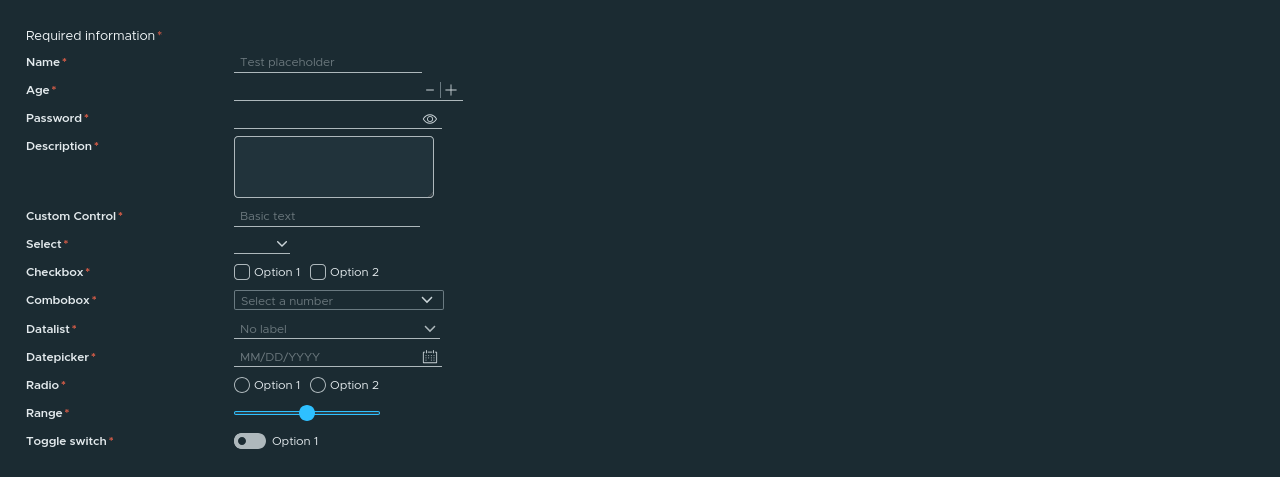 Required information *
Name * Test placeholder
Age *
Password *
Description *
Custom Control * Basic text
Select *
Checkbox * Option 1 Option 2
Combobox * Select a number
Datalist * No label
Datepicker * MM/DD/YYYY
Radio * Option 1 Option 2
Range *
Toggle switch * Option 1